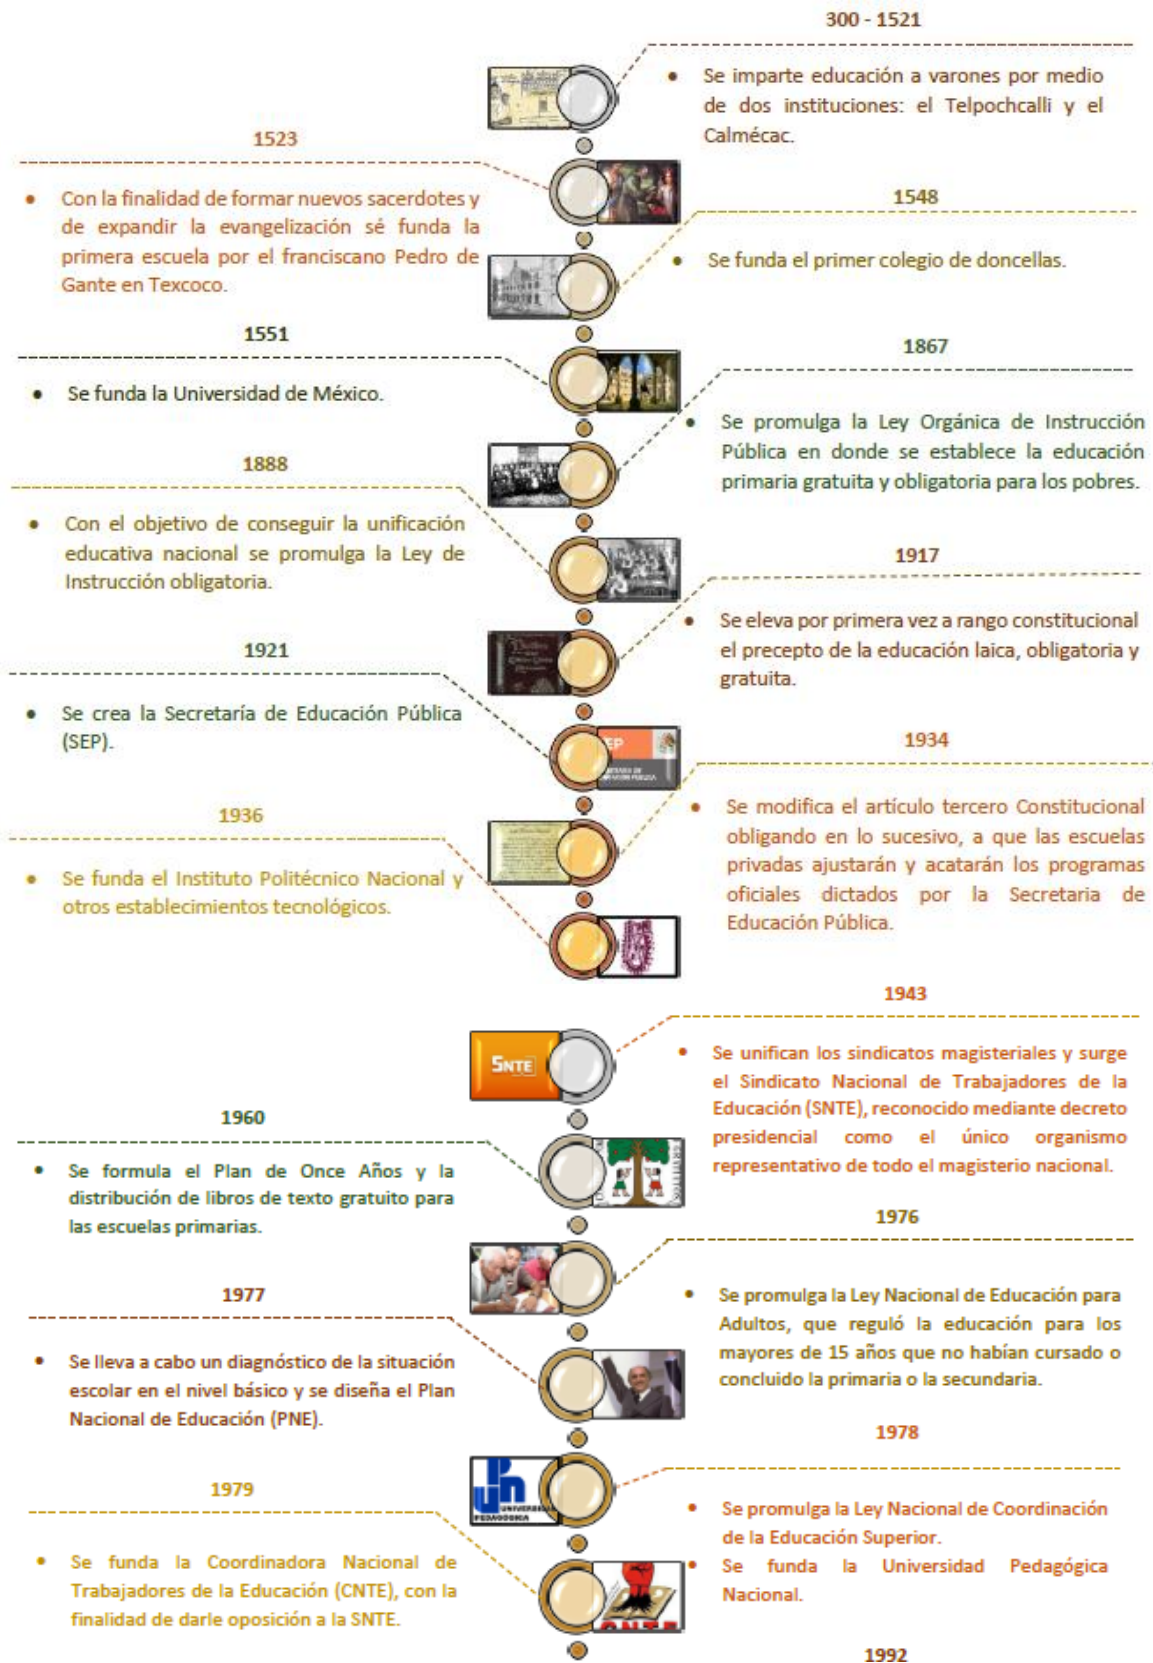 300 - 1521
• Se imparte educación a varones por medio
de dos instituciones: el Telpochcalli y el
Calmécac.
1523
• Con la finalidad de formar nuevos sacerdotes y
de expandir la evangelización sé funda la
primera escuela por el franciscano Pedro de
Gante en Texcoco.
1548
• Se funda el primer colegio de doncellas.
1551
• Se funda la Universidad de México.
1867
• Se promulga la Ley Orgánica de Instrucción
Pública en donde se establece la educación
primaria gratuita y obligatoria para los pobres.
1888
• Con el objetivo de conseguir la unificación
educativa nacional se promulga la Ley de
Instrucción obligatoria.
1917
• Se eleva por primera vez a rango constitucional
el precepto de la educación laica, obligatoria y
gratuita.
1921
• Se crea la Secretaría de Educación Pública
(SEP).
EP
1934
• Se modifica el artículo tercero Constitucional
obligando en lo sucesivo, a que las escuelas
privadas ajustarán y acatarán los programas
oficiales dictados por la Secretaria de
Educación Pública.
1936
• Se funda el Instituto Politécnico Nacional y
otros establecimientos tecnológicos.
1943
SNTE
• Se unifican los sindicatos magisteriales y surge
el Sindicato Nacional de Trabajadores de la
Educación (SNTE), reconocido mediante decreto
presidencial como el único organismo
representativo de todo el magisterio nacional.
1960
• Se formula el Plan de Once Años y la
distribución de libros de texto gratuito para
las escuelas primarias.
1976
• Se promulga la Ley Nacional de Educación para
Adultos, que reguló la educación para los
mayores de 15 años que no habían cursado o
concluido la primaria o la secundaria.
1977
• Se lleva a cabo un diagnóstico de la situación
escolar en el nivel básico y se diseña el Plan
Nacional de Educación (PNE).
1978
UNIVERSIDAD
PEDAGÓGICA
• Se promulga la Ley Nacional de Coordinación
de la Educación Superior.
• Se funda la Universidad Pedagógica
Nacional.
1979
• Se funda la Coordinadora Nacional de
Trabajadores de la Educación (CNTE), con la
finalidad de darle oposición a la SNTE.
CNTE
1992